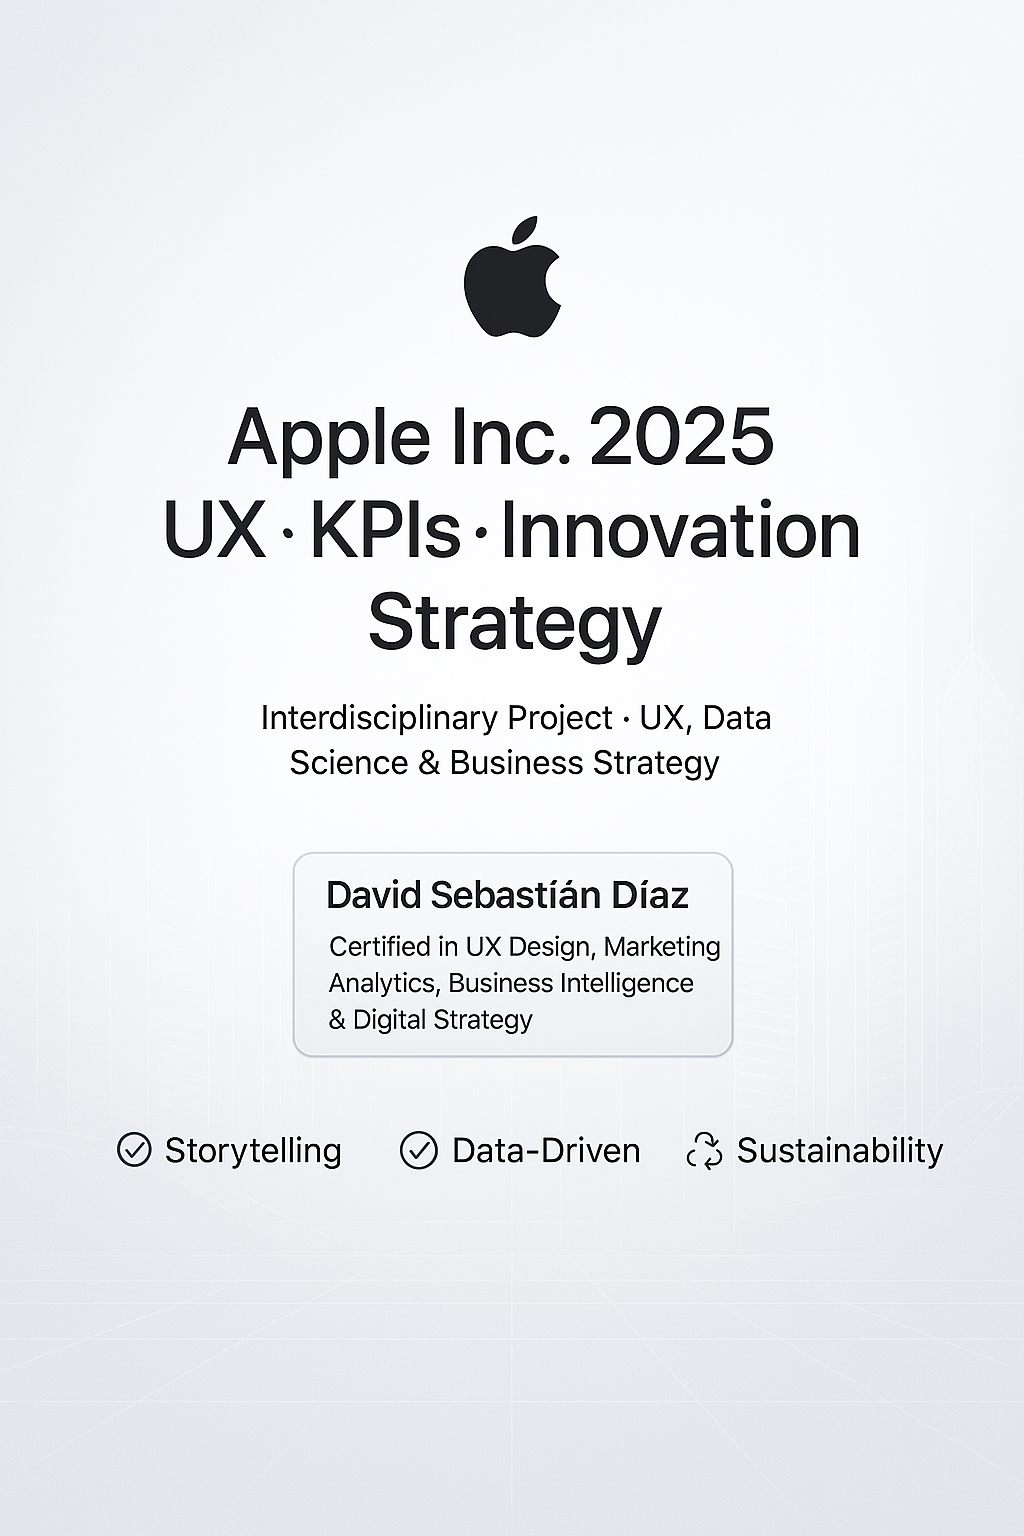 Apple Inc. 2025
UX · KPIs · Innovation
Strategy
Interdisciplinary Project · UX, Data
Science & Business Strategy
David Sebastíán Díaz
Certified in UX Design, Marketing
Analytics, Business Intelligence
& Digital Strategy
Storytelling
Data-Driven
Sustainability